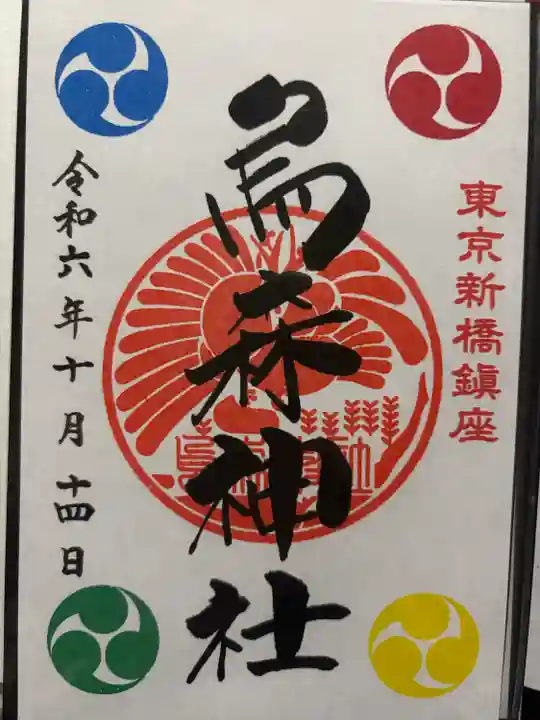 東京新橋鎮座
烏森神社
令和六年十月十四日